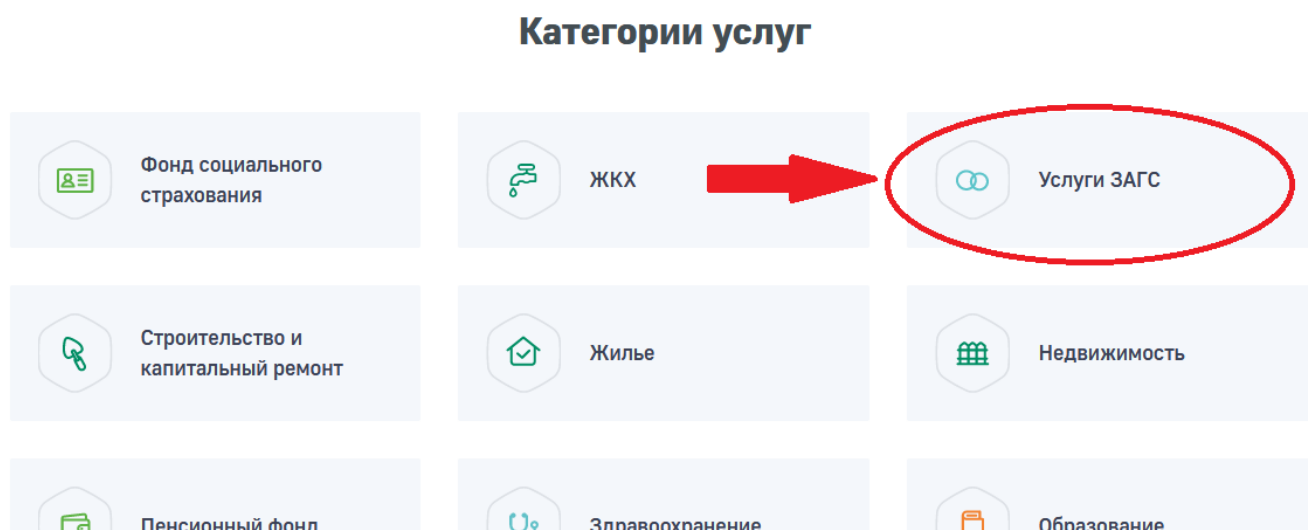 Категории услуг
Фонд социального
страхования
ЖКХ
Услуги ЗАГС
Строительство и
капитальный ремонт
Жилье
Недвижимость
Пенсионный фонд
Здравоохранение
Образование